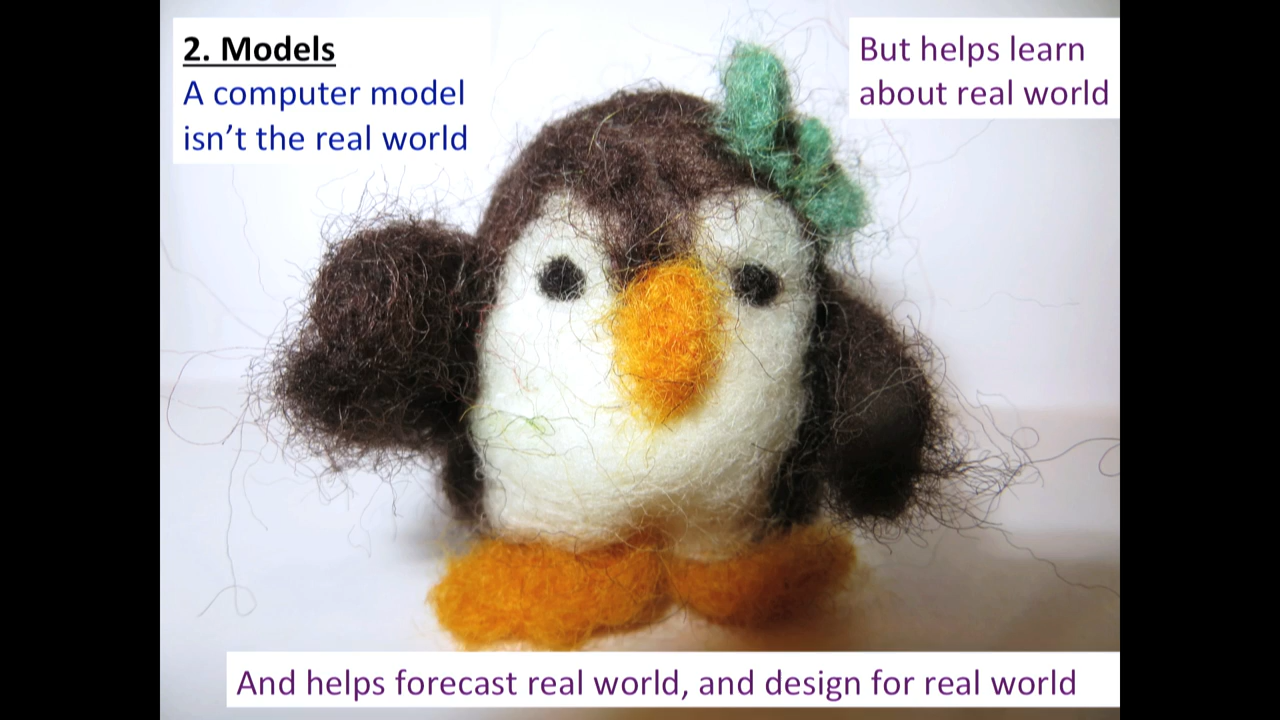 2. Models
A computer model
isn’t the real world
But helps learn
about real world
And helps forecast real world, and design for real world